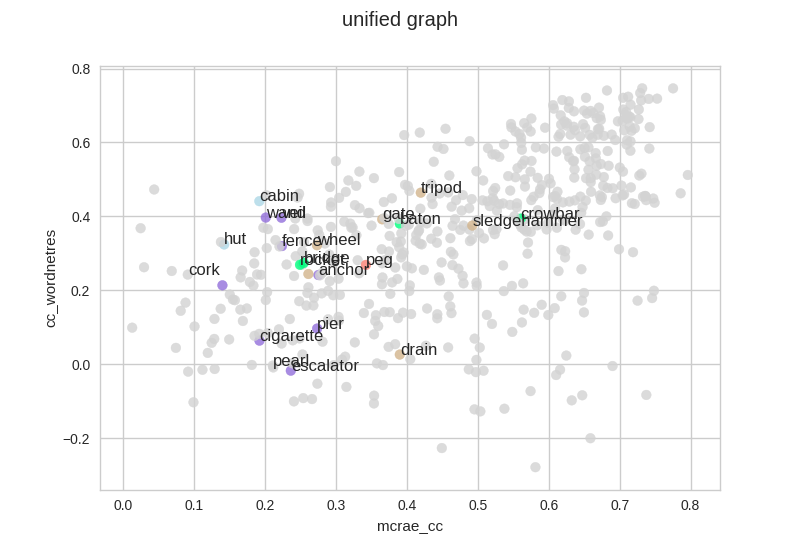 unified graph
0.8
0.6
0.4
0.2
0.0
−0.2
cc_wordnetres
tripod
cabin
wand
gate
baton
crowbar
sledgehammer
hut
fence
wheel
bridge
rocket
peg
cork
anchor
pier
cigarette
drain
pearl
escalator
0.0 0.1 0.2 0.3 0.4 0.5 0.6 0.7 0.8
mcrae_cc